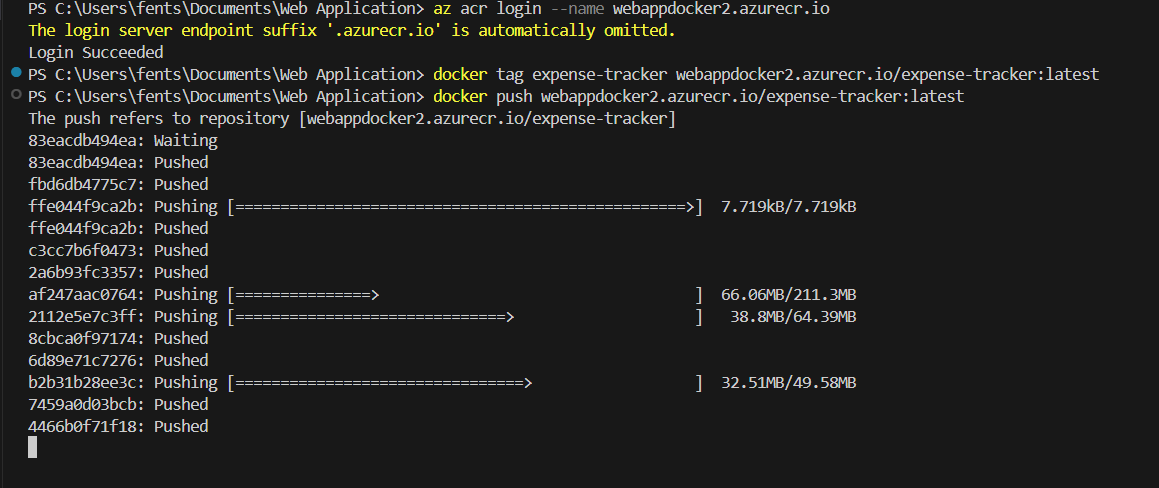 PS C:\Users\fents\Documents\Web Application> az acr login --name webappdocker2.azurecr.io
The login server endpoint suffix '.azurecr.io' is automatically omitted.
Login Succeeded
PS C:\Users\fents\Documents\Web Application> docker tag expense-tracker webappdocker2.azurecr.io/expense-tracker:latest
PS C:\Users\fents\Documents\Web Application> docker push webappdocker2.azurecr.io/expense-tracker:latest
The push refers to repository [webappdocker2.azurecr.io/expense-tracker]
83eacdb494ea: Waiting
83eacdb494ea: Pushed
fbd6db4775c7: Pushed
ffe044f9ca2b: Pushing [==================================================>]  7.719kB/7.719kB
ffe044f9ca2b: Pushed
c3cc7b6f0473: Pushed
2a6b93fc3357: Pushed
af247aac0764: Pushing [===============>                                   ]  66.06MB/211.3MB
2112e5e7c3ff: Pushing [==============================>                    ]   38.8MB/64.39MB
8cbca0f97174: Pushed
6d89e71c7276: Pushed
b2b31b28ee3c: Pushing [================================>                  ]  32.51MB/49.58MB
7459a0d03bcb: Pushed
4466b0f71f18: Pushed